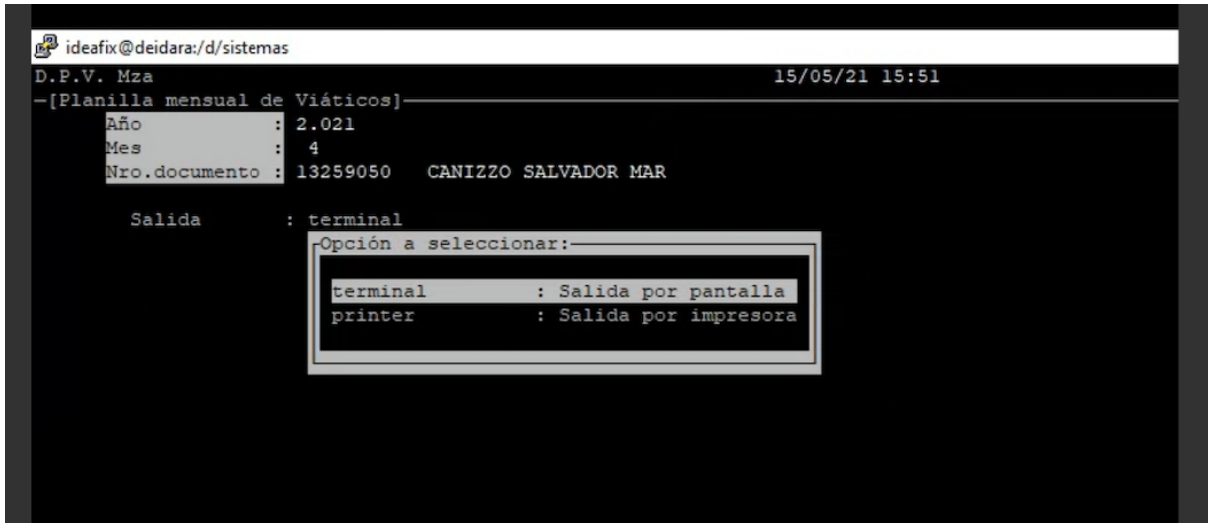 ideafix@deidara:/d/sistemas
D.P.V. Mza 15/05/21 15:51
[Planilla mensual de Viáticos]
Año : 2.021
Mes : 4
Nro.documento : 13259050 CANIZZO SALVADOR MAR
Salida : terminal
Opción a seleccionar:
terminal : Salida por pantalla
printer : Salida por impresora